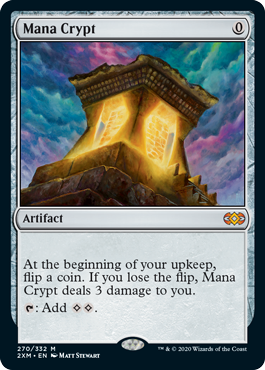 Mana Crypt 0
Artifact
At the beginning of your upkeep,
flip a coin. If you lose the flip, Mana
Crypt deals 3 damage to you.
: Add .
270/332 M
2XM • EN MATT STEWART
™ & © 2020 Wizards of the Coast